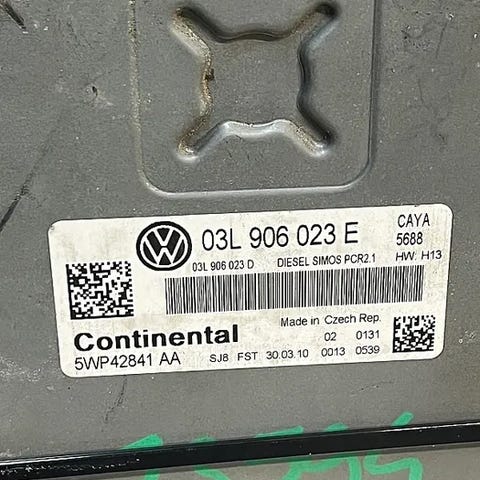 03L 906 023 E CAYA
5688
03L 906 023 D DIESEL SIMOS PCR2.1 HW: H13
Made in Czech Rep.
Continental 02 0131
5WP42841 AA SJ8 FST 30.03.10 0013 0539